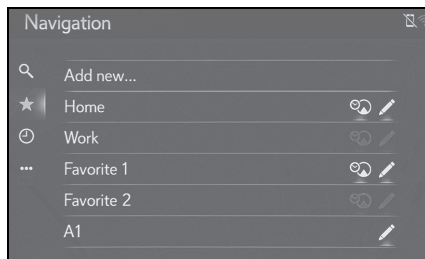 Navigation
Add new...
Home
Work
Favorite 1
Favorite 2
A1